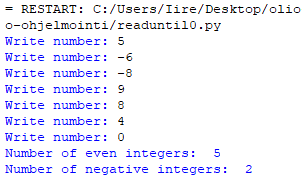 = RESTART: C:/Users/Iire/Desktop/olio
o-ohjelmointi/readuntil0.py
Write number: 5
Write number: -6
Write number: -8
Write number: 9
Write number: 8
Write number: 4
Write number: 0
Number of even integers:  5
Number of negative integers:  2